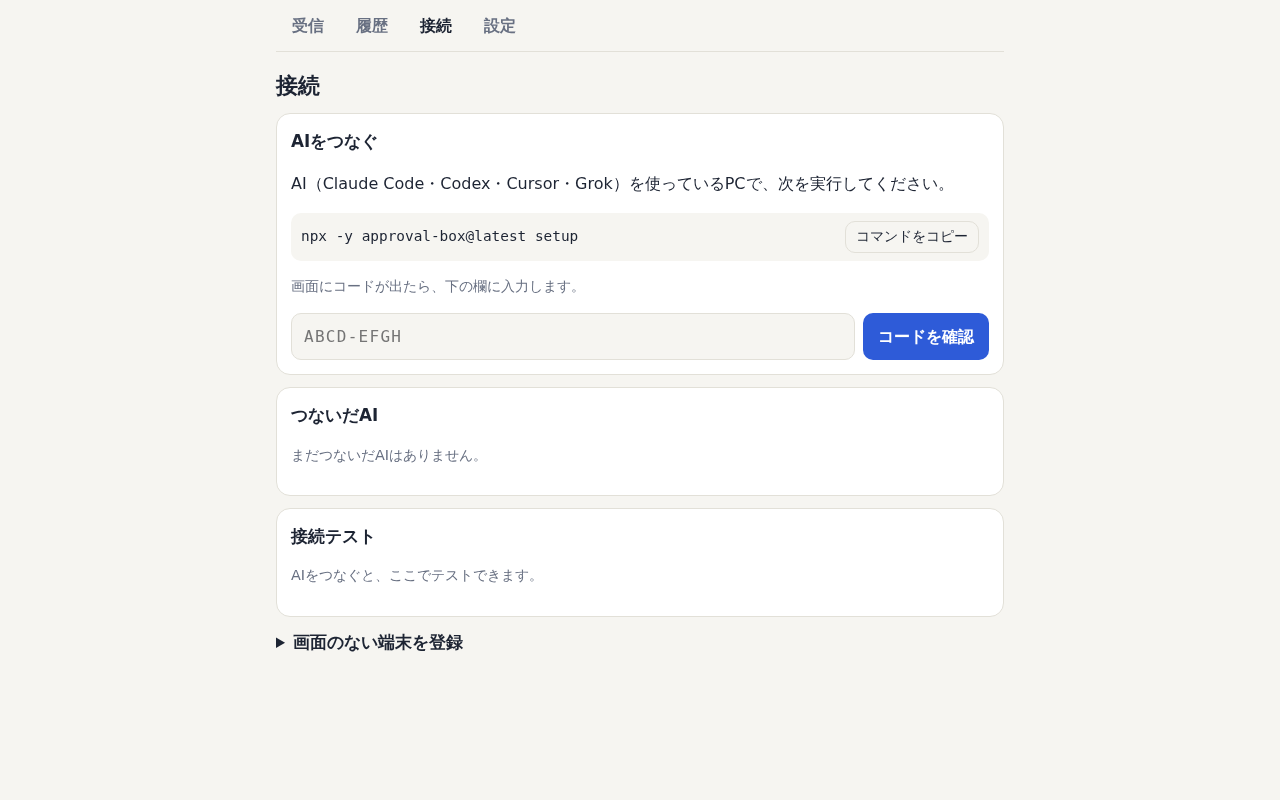 受信 履歴 接続 設定
接続
AIをつなぐ
AI（Claude Code・Codex・Cursor・Grok）を使っているPCで、次を実行してください。
npx -y approval-box@latest setup コマンドをコピー
画面にコードが出たら、下の欄に入力します。
ABCD-EFGH コードを確認
つないだAI
まだつないだAIはありません。
接続テスト
AIをつなぐと、ここでテストできます。
▶ 画面のない端末を登録